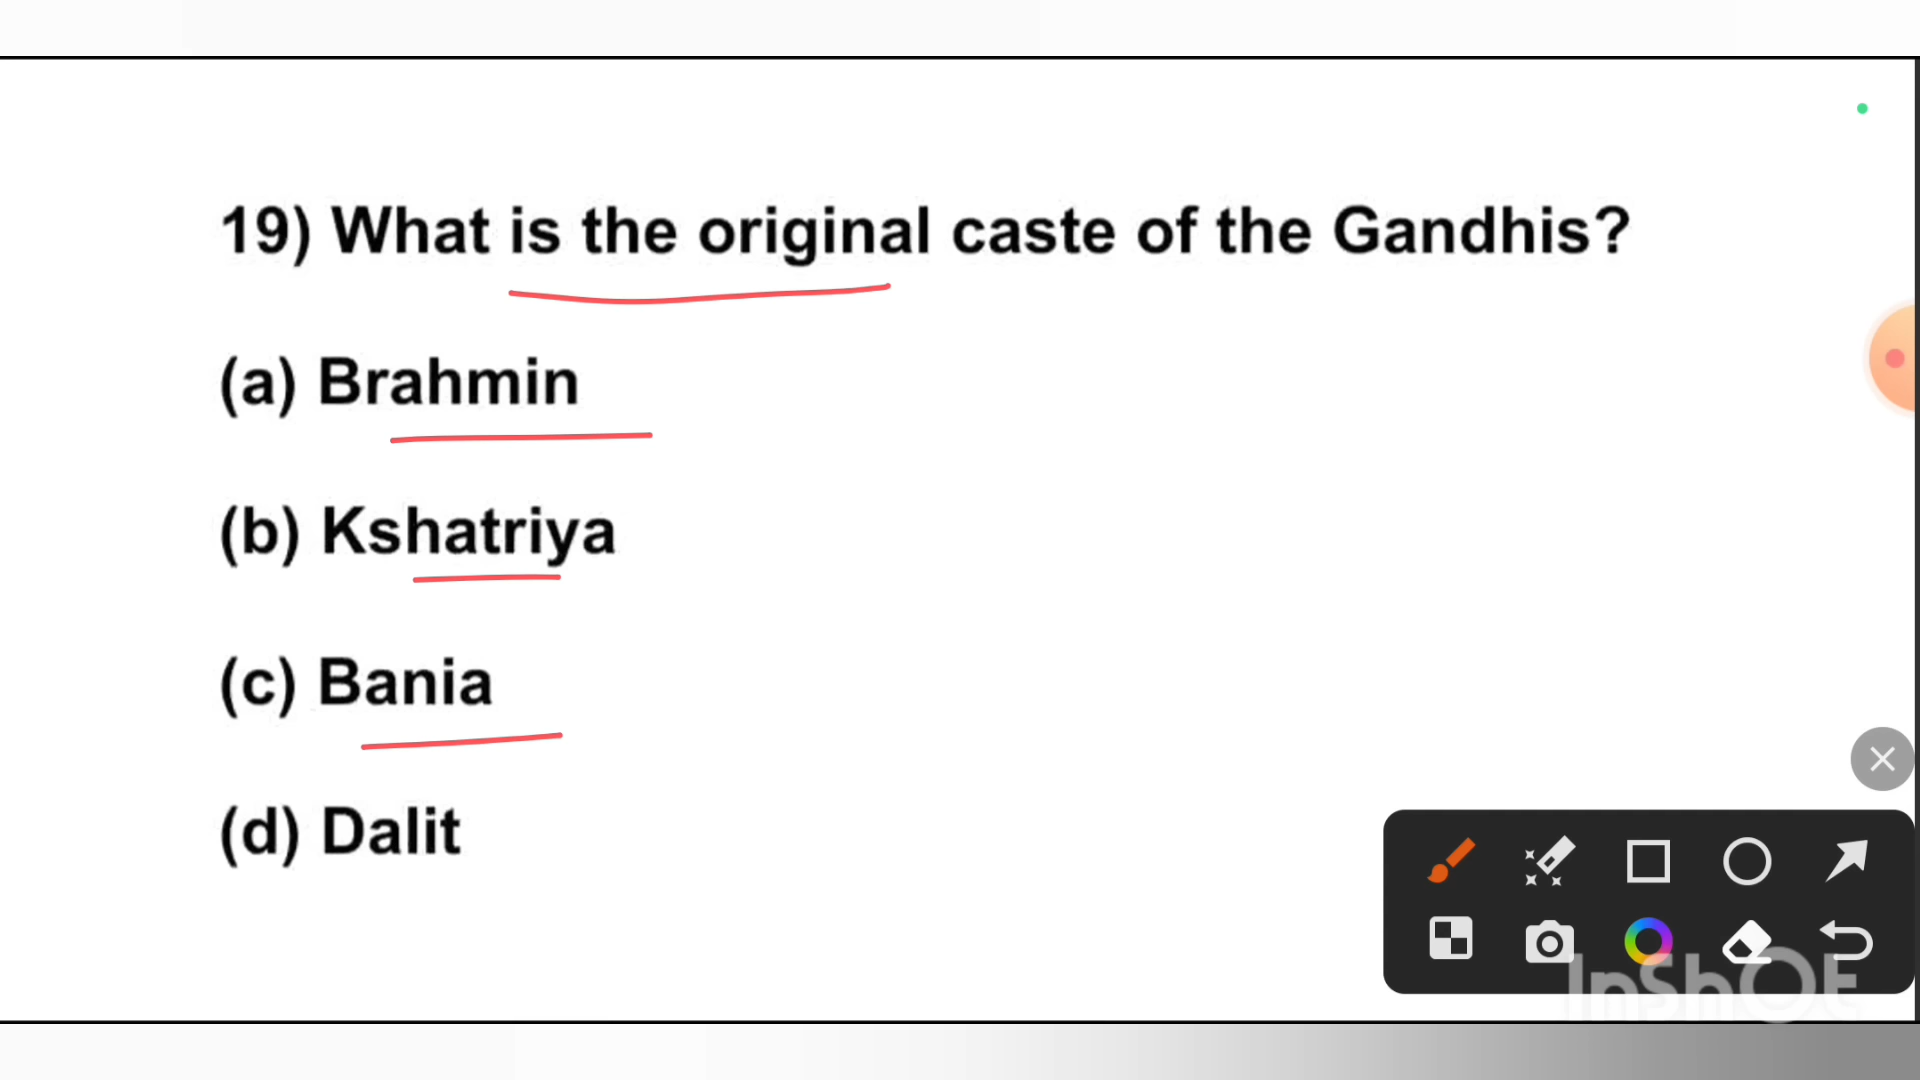 19) What is the original caste of the Gandhis?
(a) Brahmin
(b) Kshatriya
(c) Bania
(d) Dalit
InShOt